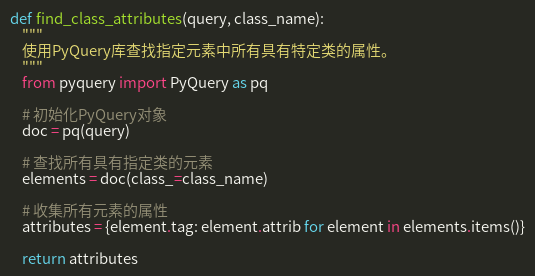 def find_class_attributes(query, class_name):
"""
使用PyQuery库查找指定元素中所有具有特定类的属性。
"""
from pyquery import PyQuery as pq
# 初始化PyQuery对象
doc = pq(query)
# 查找所有具有指定类的元素
elements = doc(class_=class_name)
# 收集所有元素的属性
attributes = {element.tag: element.attrib for element in elements.items()}
return attributes